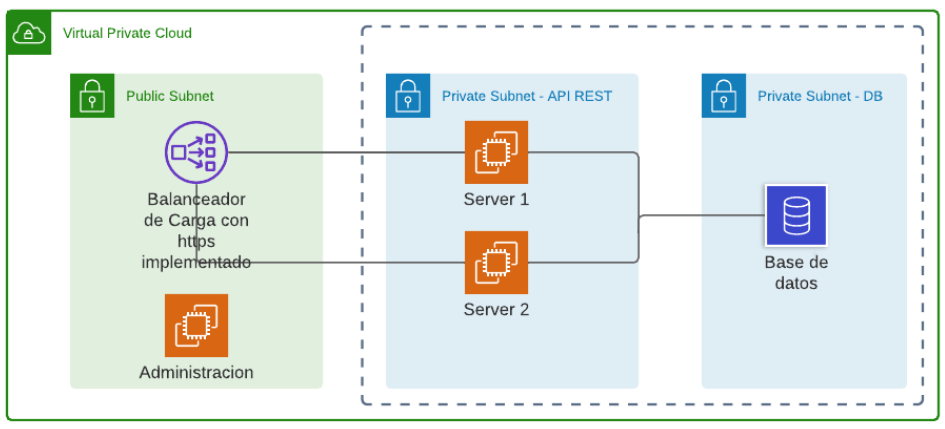 Virtual Private Cloud
Public Subnet
Balanceador
de Carga con
https
implementado
Administracion
Private Subnet - API REST
Server 1
Server 2
Private Subnet - DB
Base de
datos